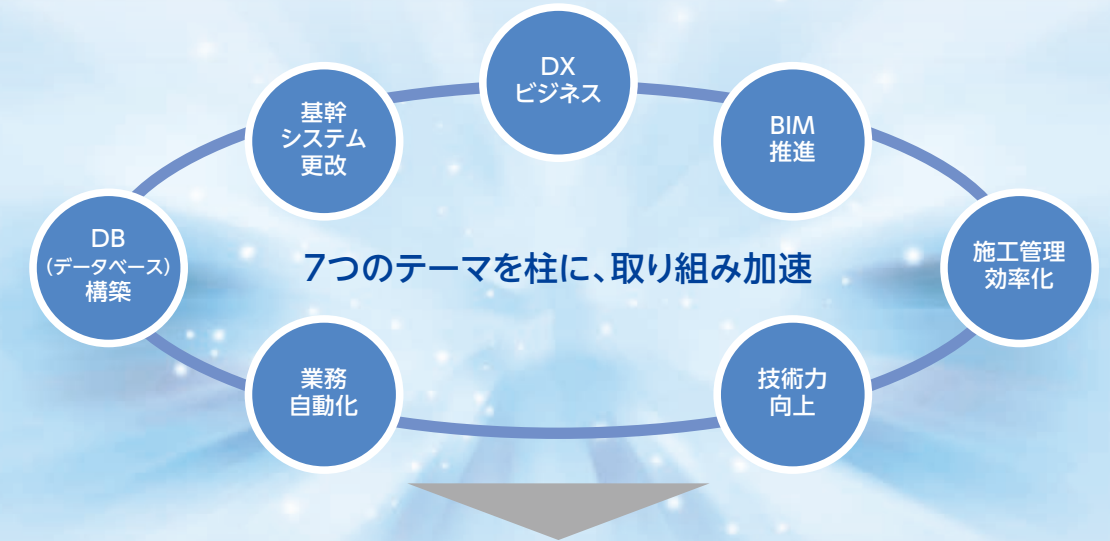 DX
ビジネス
基幹
システム
更改
BIM
推進
DB
（データベース）
構築
7つのテーマを柱に、取り組み加速
施工管理
効率化
業務
自動化
技術力
向上